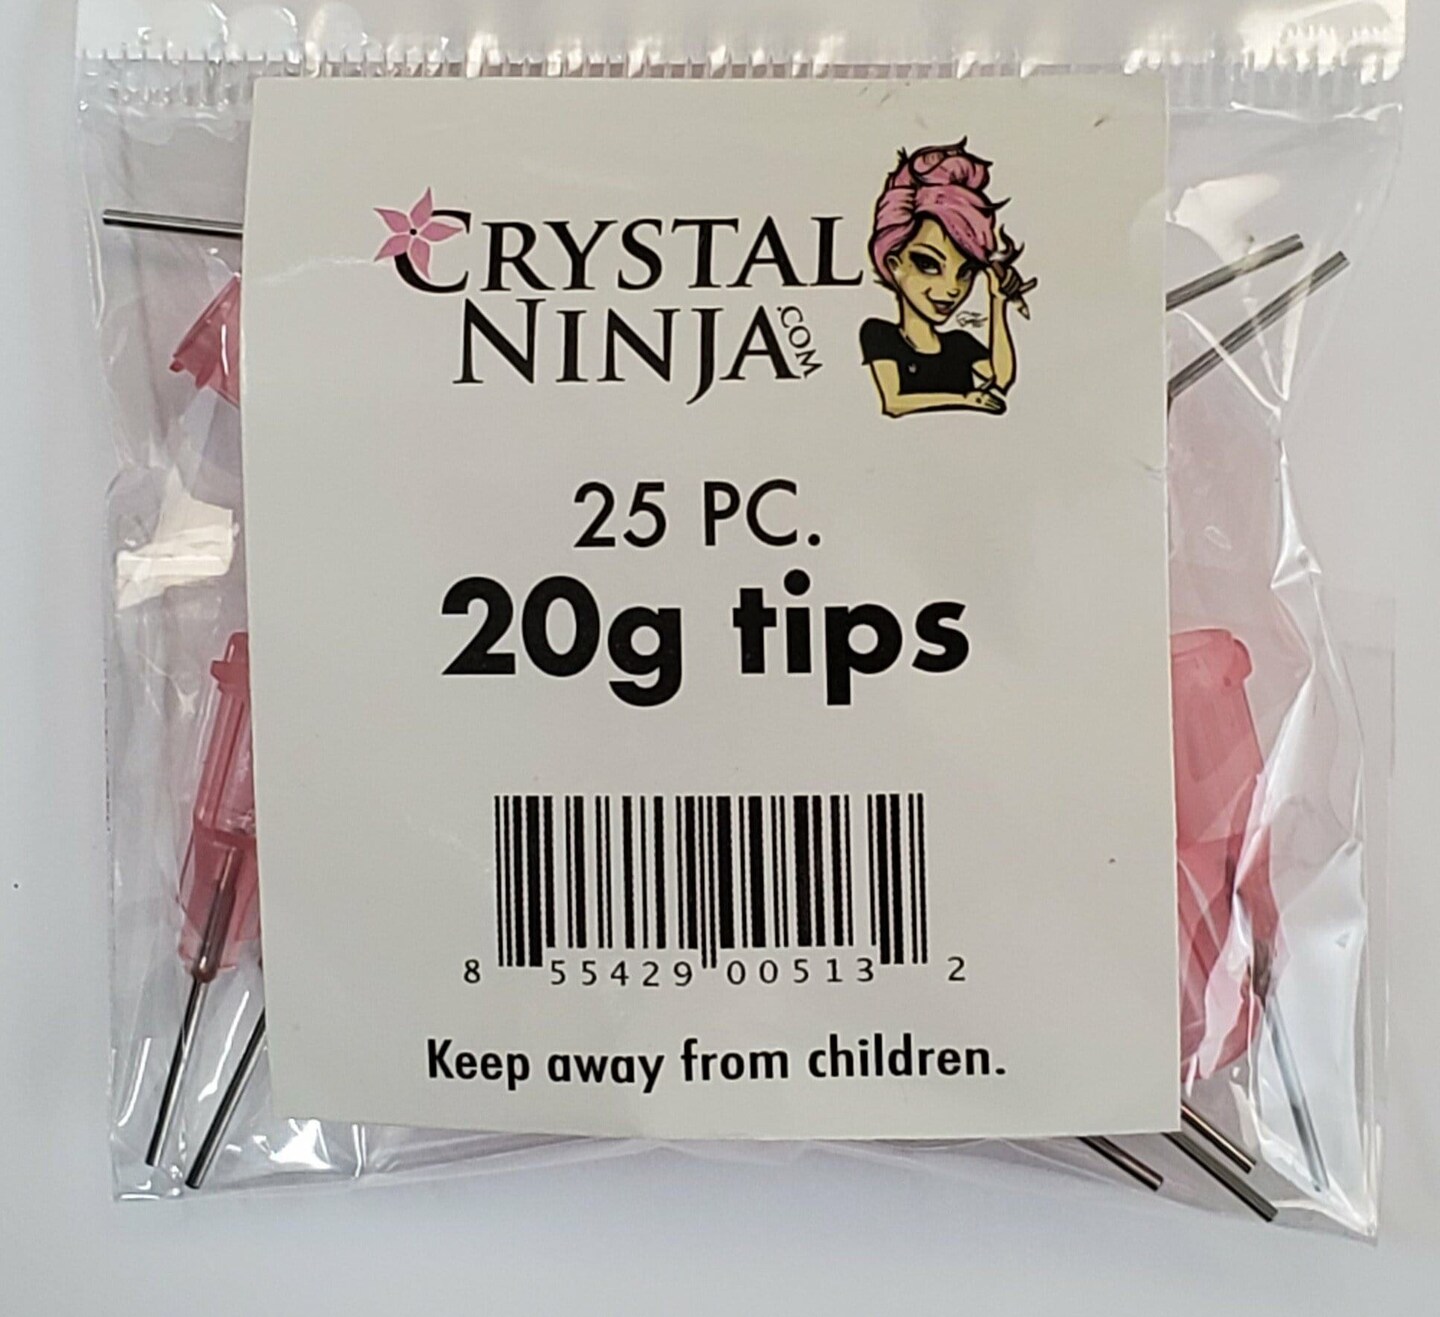 CRYSTAL
NINJA.COM
25 PC.
20g tips
8 55429 00513 2
Keep away from children.